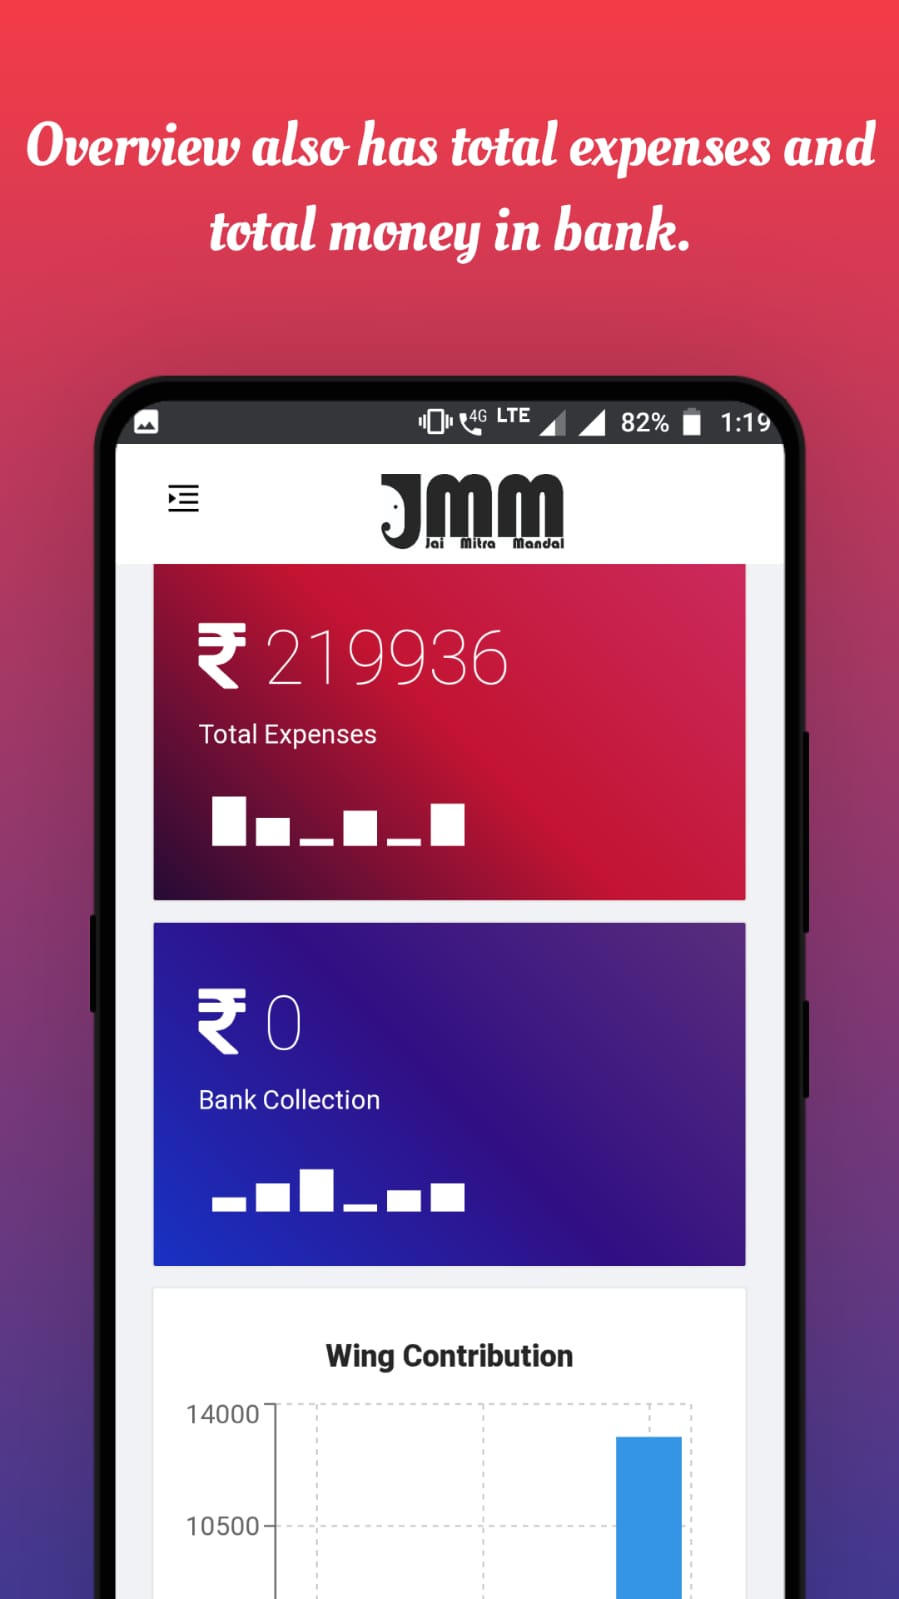 Overview also has total expenses and
total money in bank.
4G LTE 82% 1:19
JMM
Jai Mitra Mandal
₹ 219936
Total Expenses
₹ 0
Bank Collection
Wing Contribution
14000
10500